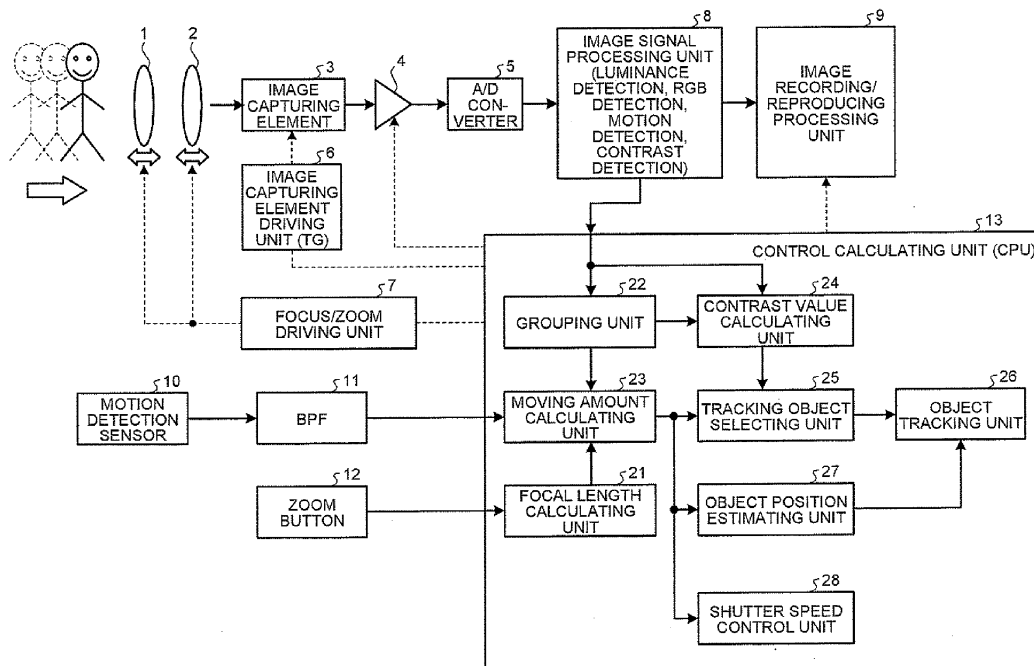 1
2
3
IMAGE
CAPTURING
ELEMENT
4
5
A/D
CON-
VERTER
8
IMAGE SIGNAL
PROCESSING UNIT
(LUMINANCE
DETECTION, RGB
DETECTION,
MOTION
DETECTION,
CONTRAST
DETECTION)
9
IMAGE
RECORDING/
REPRODUCING
PROCESSING
UNIT
6
IMAGE
CAPTURING
ELEMENT
DRIVING
UNIT (TG)
13
CONTROL CALCULATING UNIT (CPU)
7
FOCUS/ZOOM
DRIVING UNIT
22
GROUPING UNIT
24
CONTRAST VALUE
CALCULATING
UNIT
10
MOTION
DETECTION
SENSOR
11
BPF
23
MOVING AMOUNT
CALCULATING
UNIT
25
TRACKING OBJECT
SELECTING UNIT
26
OBJECT
TRACKING UNIT
12
ZOOM
BUTTON
21
FOCAL LENGTH
CALCULATING
UNIT
27
OBJECT POSITION
ESTIMATING UNIT
28
SHUTTER SPEED
CONTROL UNIT